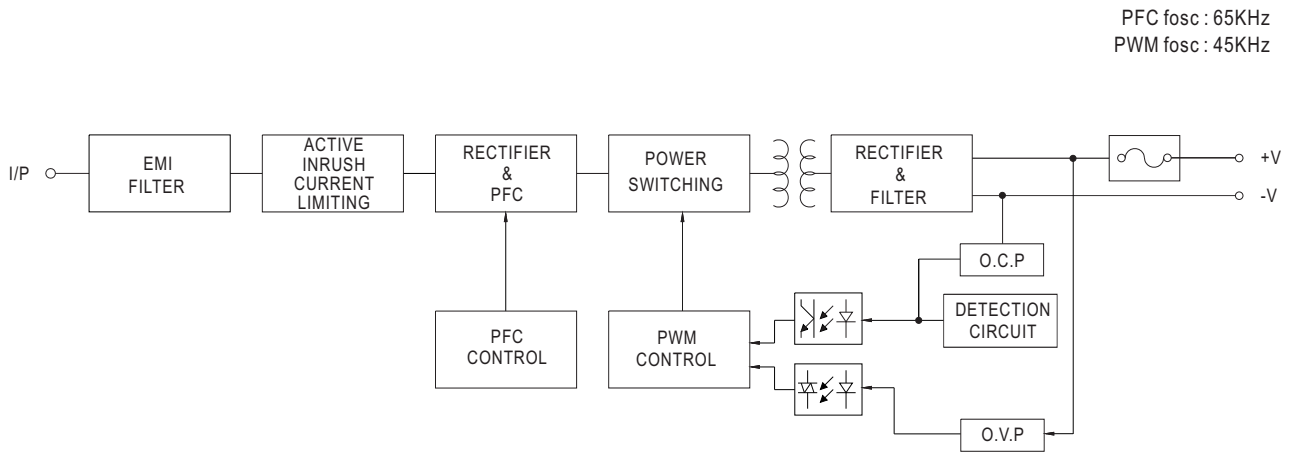 PFC fosc : 65KHz
PWM fosc : 45KHz
I/P
EMI
FILTER
ACTIVE
INRUSH
CURRENT
LIMITING
RECTIFIER
&
PFC
POWER
SWITCHING
RECTIFIER
&
FILTER
+V
-V
O.C.P
DETECTION
CIRCUIT
PFC
CONTROL
PWM
CONTROL
O.V.P